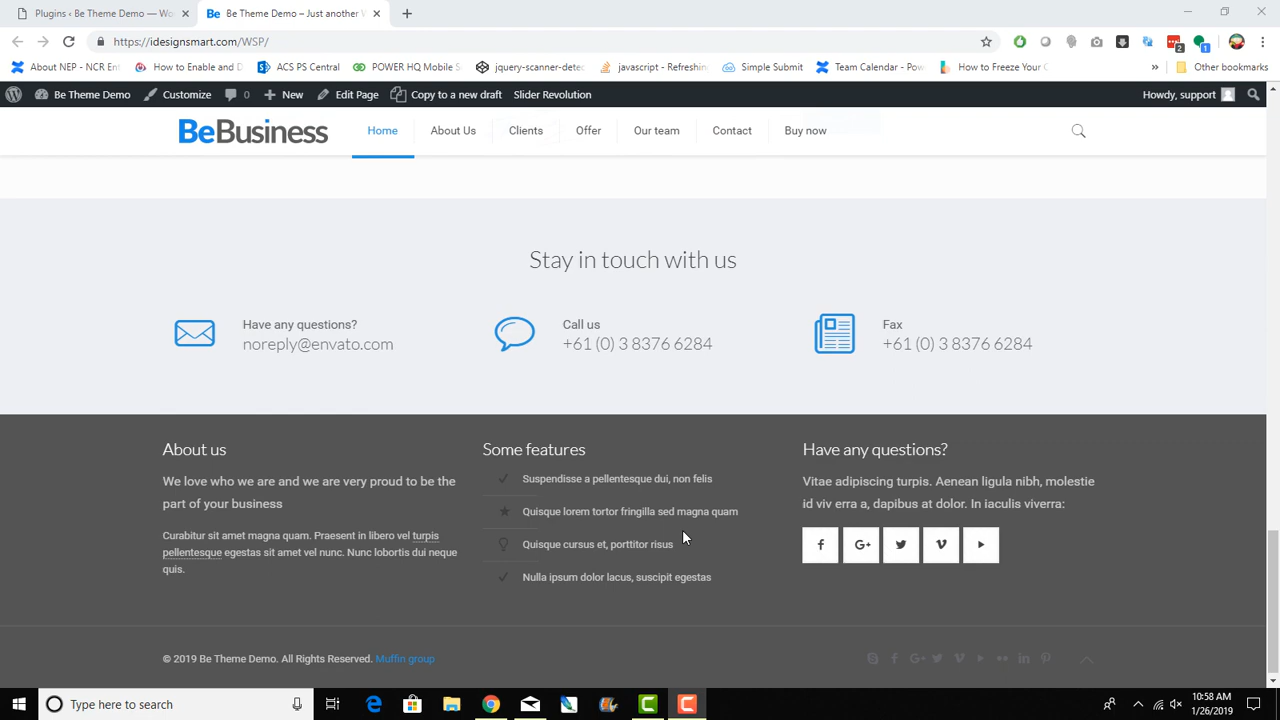 Plugins ‹ Be Theme Demo — Wo
Be Theme Demo – Just another W
https://idesignsmart.com/WSP/
2
1
About NEP - NCR Ent
How to Enable and D
ACS PS Central
POWER HQ Mobile S
jquery-scanner-detec
javascript - Refreshing
Simple Submit
Team Calendar - Pow
How to Freeze Your C
»
Other bookmarks
Be Theme Demo
Customize
0
New
Edit Page
Copy to a new draft
Slider Revolution
Howdy, support
BeBusiness
Home
About Us
Clients
Offer
Our team
Contact
Buy now
Stay in touch with us
Have any questions?
noreply@envato.com
Call us
+61 (0) 3 8376 6284
Fax
+61 (0) 3 8376 6284
About us
We love who we are and we are very proud to be the
part of your business
Curabitur sit amet magna quam. Praesent in libero vel turpis
pellentesque egestas sit amet vel nunc. Nunc lobortis dui neque
quis.
Some features
Suspendisse a pellentesque dui, non felis
Quisque lorem tortor fringilla sed magna quam
Quisque cursus et, porttitor risus
Nulla ipsum dolor lacus, suscipit egestas
Have any questions?
Vitae adipiscing turpis. Aenean ligula nibh, molestie
id viv erra a, dapibus at dolor. In iaculis viverra:
© 2019 Be Theme Demo. All Rights Reserved. Muffin group
Type here to search
10:58 AM
1/26/2019